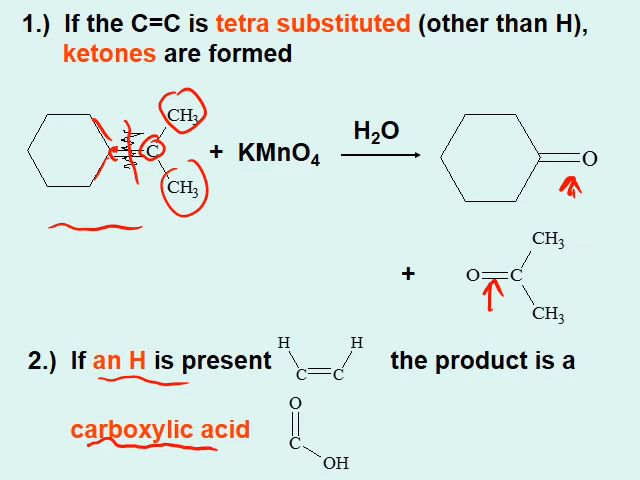 1.) If the C=C is tetra substituted (other than H),
ketones are formed
CH₃
C
CH₃
+ KMnO₄
H₂O
O
+
O
C
CH₃
CH₃
2.) If an H is present
H
H
C
C
the product is a
carboxylic acid
O
C
OH